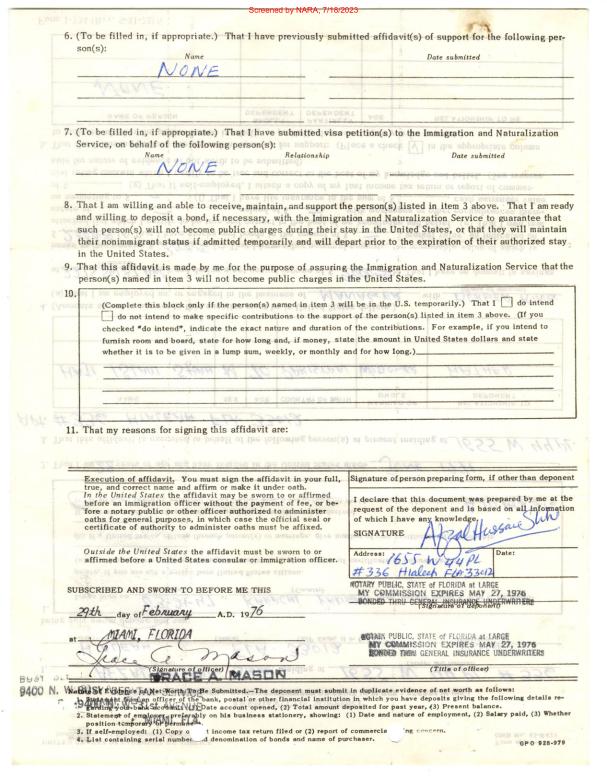 Screened by NARA, 7/18/2023
6. (To be filled in, if appropriate.) That I have previously submitted affidavit(s) of support for the following per-
son(s):
Name Date submitted
NONE
7. (To be filled in, if appropriate.) That I have submitted visa petition(s) to the Immigration and Naturalization
Service, on behalf of the following person(s):
Name Relationship Date submitted
NONE
8. That I am willing and able to receive, maintain, and support the person(s) listed in item 3 above. That I am ready
and willing to deposit a bond, if necessary, with the Immigration and Naturalization Service to guarantee that
such person(s) will not become public charges during their stay in the United States, or that they will maintain
their nonimmigrant status if admitted temporarily and will depart prior to the expiration of their authorized stay
in the United States.
9. That this affidavit is made by me for the purpose of assuring the Immigration and Naturalization Service that the
person(s) named in item 3 will not become public charges in the United States.
10.
(Complete this block only if the person(s) named in item 3 will be in the U.S. temporarily.) That I do intend
do not intend to make specific contributions to the support of the person(s) listed in item 3 above. (If you
checked "do intend", indicate the exact nature and duration of the contributions. For example, if you intend to
furnish room and board, state for how long and, if money, state the amount in United States dollars and state
whether it is to be given in a lump sum, weekly, or monthly and for how long.)
11. That my reasons for signing this affidavit are:
Execution of affidavit. You must sign the affidavit in your full,
true, and correct name and affirm or make it under oath.
In the United States the affidavit may be sworn to or affirmed
before an immigration officer without the payment of fee, or be-
fore a notary public or other officer authorized to administer
oaths for general purposes, in which case the official seal or
certificate of authority to administer oaths must be affixed.
Outside the United States the affidavit must be sworn to or
affirmed before a United States consular or immigration officer.
Signature of person preparing form, if other than deponent
I declare that this document was prepared by me at the
request of the deponent and is based on all information
of which I have any knowledge.
SIGNATURE Afzal Hussain
Address: Date:
1655 W 44 PL
#336 Hialeah Fla 33012
NOTARY PUBLIC, STATE of FLORIDA at LARGE
MY COMMISSION EXPIRES MAY 27, 1976
BONDED THRU GENERAL INSURANCE UNDERWRITERS
(Signature of deponent)
SUBSCRIBED AND SWORN TO BEFORE ME THIS
29th day of February A.D. 1976
at MIAMI, FLORIDA
NOTARY PUBLIC, STATE of FLORIDA at LARGE
MY COMMISSION EXPIRES MAY 27, 1976
BONDED THRU GENERAL INSURANCE UNDERWRITERS
Grace A. Mason
(Signature of officer) (Title of officer)
GRACE A. MASON
9400 N. W.
Evidence of Net Worth To Be Submitted.—The deponent must submit in duplicate evidence of net worth as follows:
an officer of the bank, postal or other financial institution in which you have deposits giving the following details re-
account opened, (2) Total amount deposited for past year, (3) Present balance.
2. Statement of employer, preferably on his business stationery, showing: (1) Date and nature of employment, (2) Salary paid, (3) Whether
position temporary or permanent.
3. If self-employed: (1) Copy of income tax return filed or (2) report of commercial concern.
4. List containing serial number and denomination of bonds and name of purchaser.
GPO 928-979